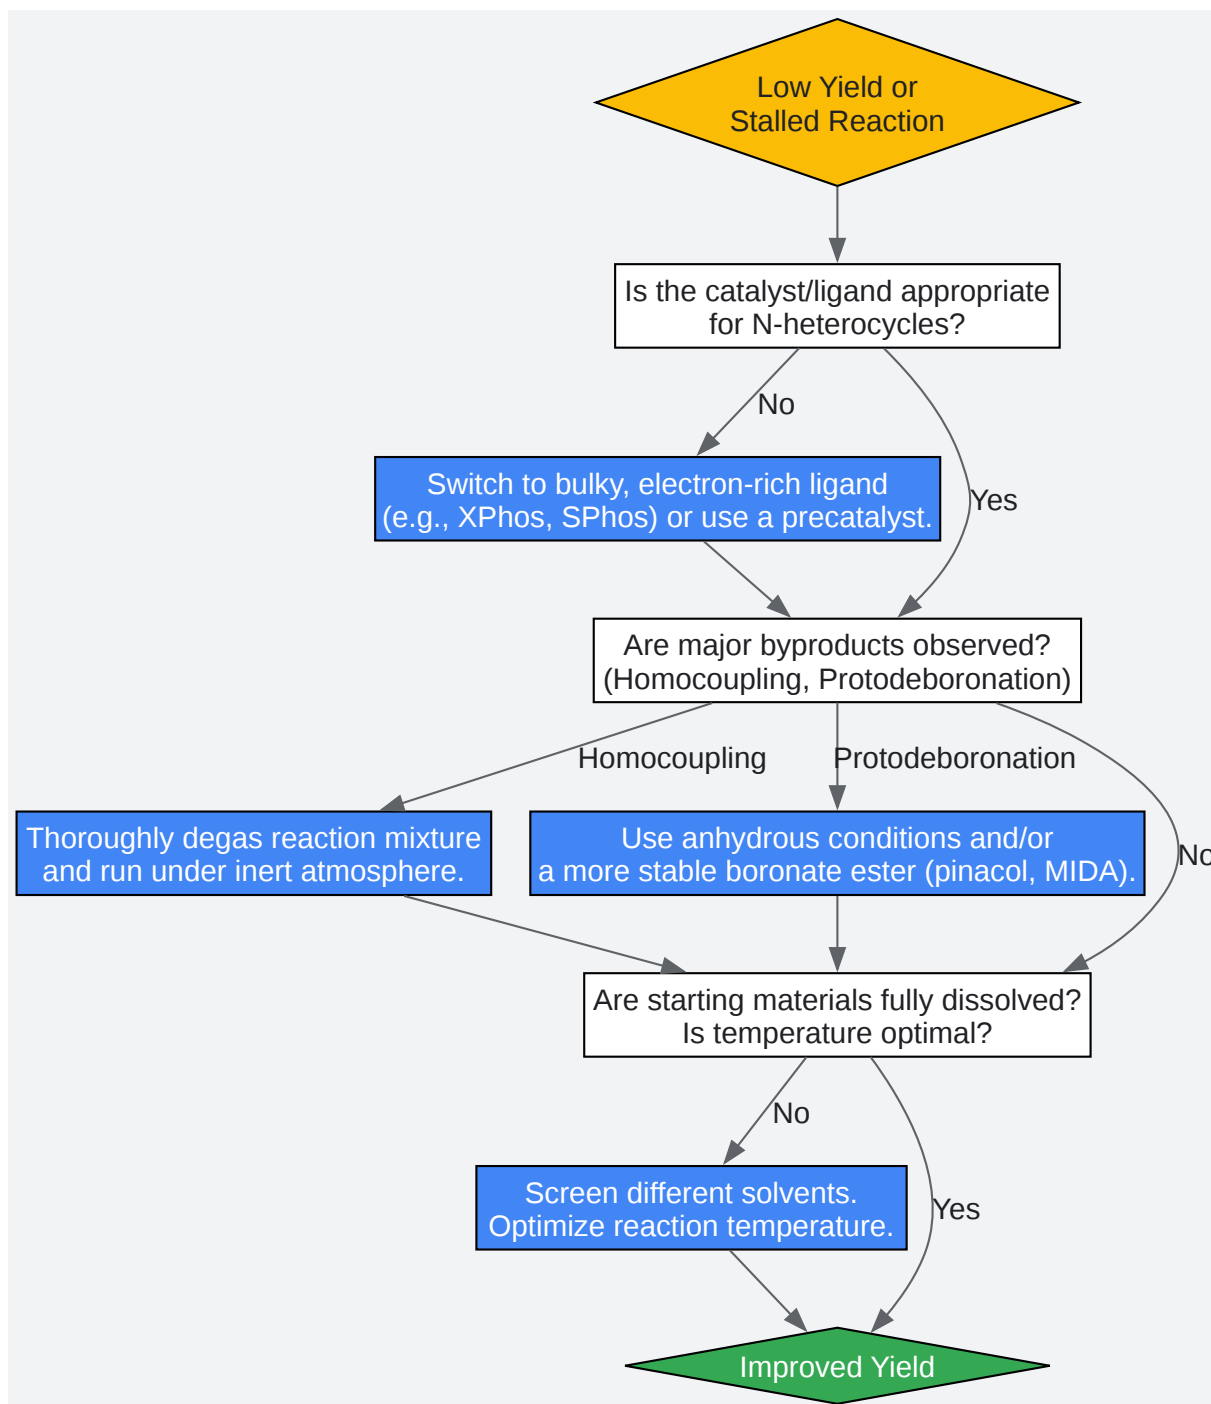 Low Yield or
Stalled Reaction
Is the catalyst/ligand appropriate
for N-heterocycles?
No
Switch to bulky, electron-rich ligand
(e.g., XPhos, SPhos) or use a precatalyst.
Yes
Are major byproducts observed?
(Homocoupling, Protodeboronation)
Homocoupling
Protodeboronation
Thoroughly degas reaction mixture
and run under inert atmosphere.
Use anhydrous conditions and/or
a more stable boronate ester (pinacol, MIDA).
No
Are starting materials fully dissolved?
Is temperature optimal?
No
Screen different solvents.
Optimize reaction temperature.
Yes
Improved Yield